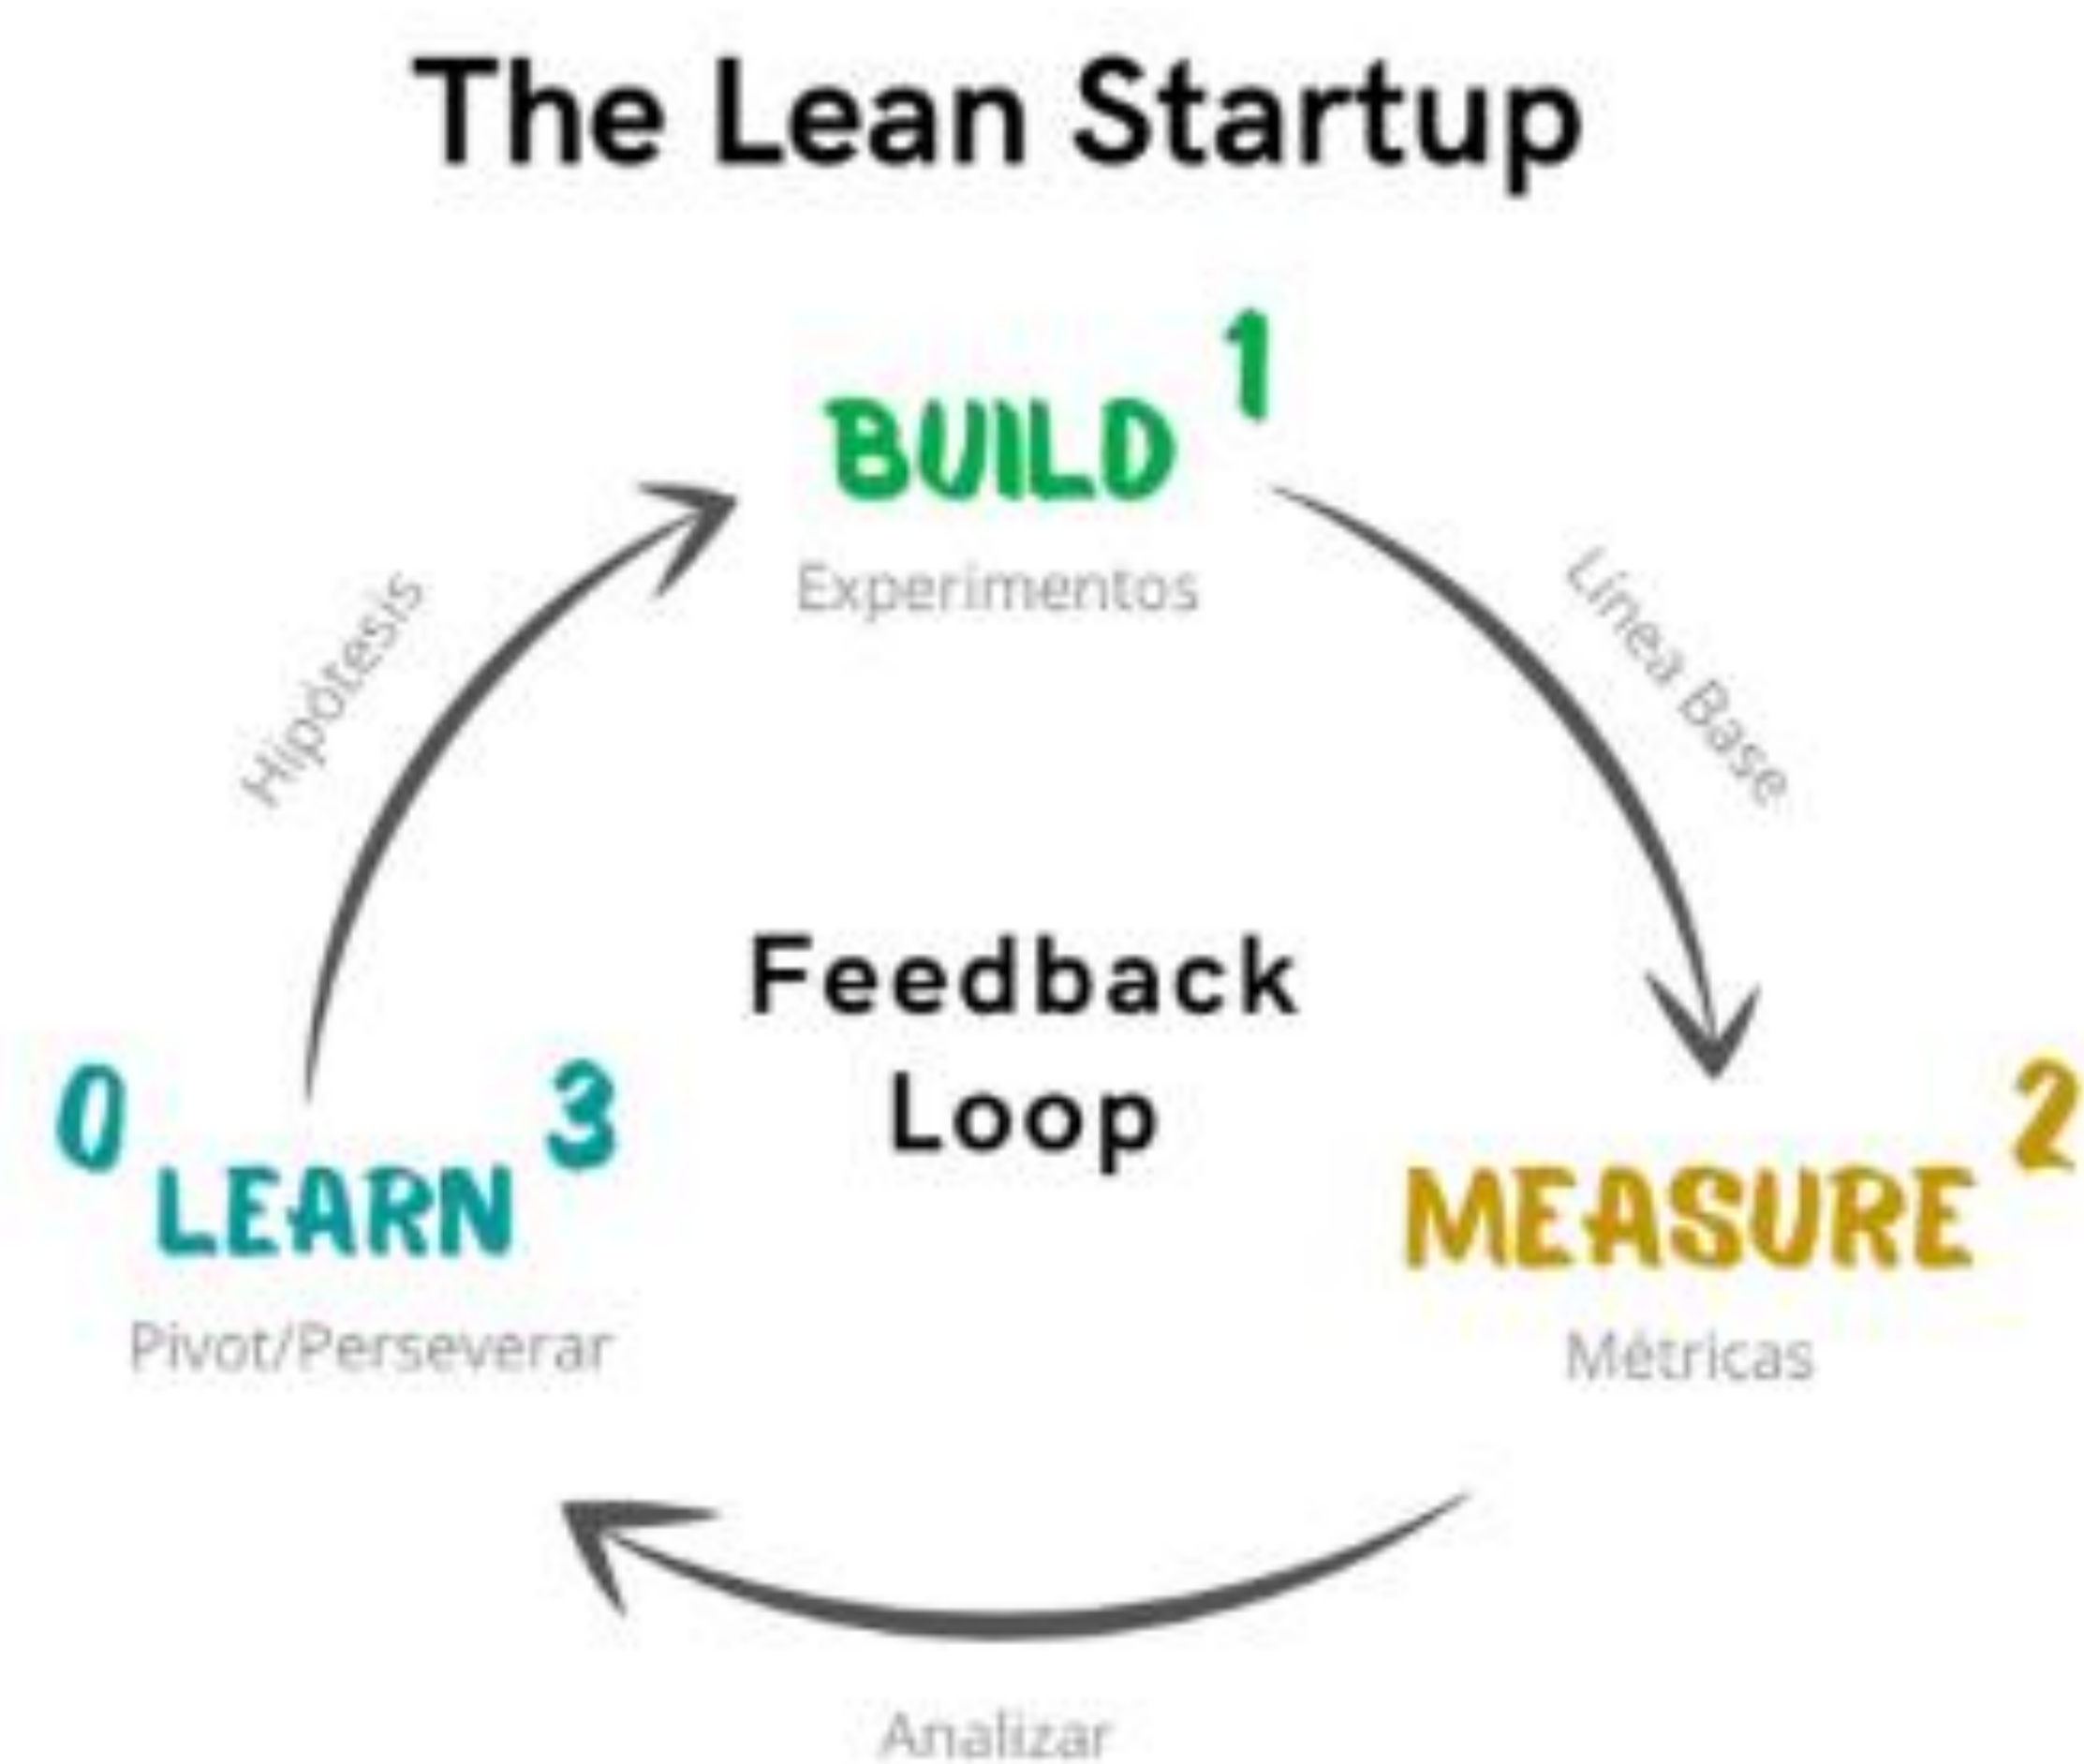 The Lean Startup
1
BUILD
Experimentos
Hipótesis
Línea Base
Feedback
Loop
0 LEARN 3
Pivot/Perseverar
MEASURE 2
Métricas
Analizar